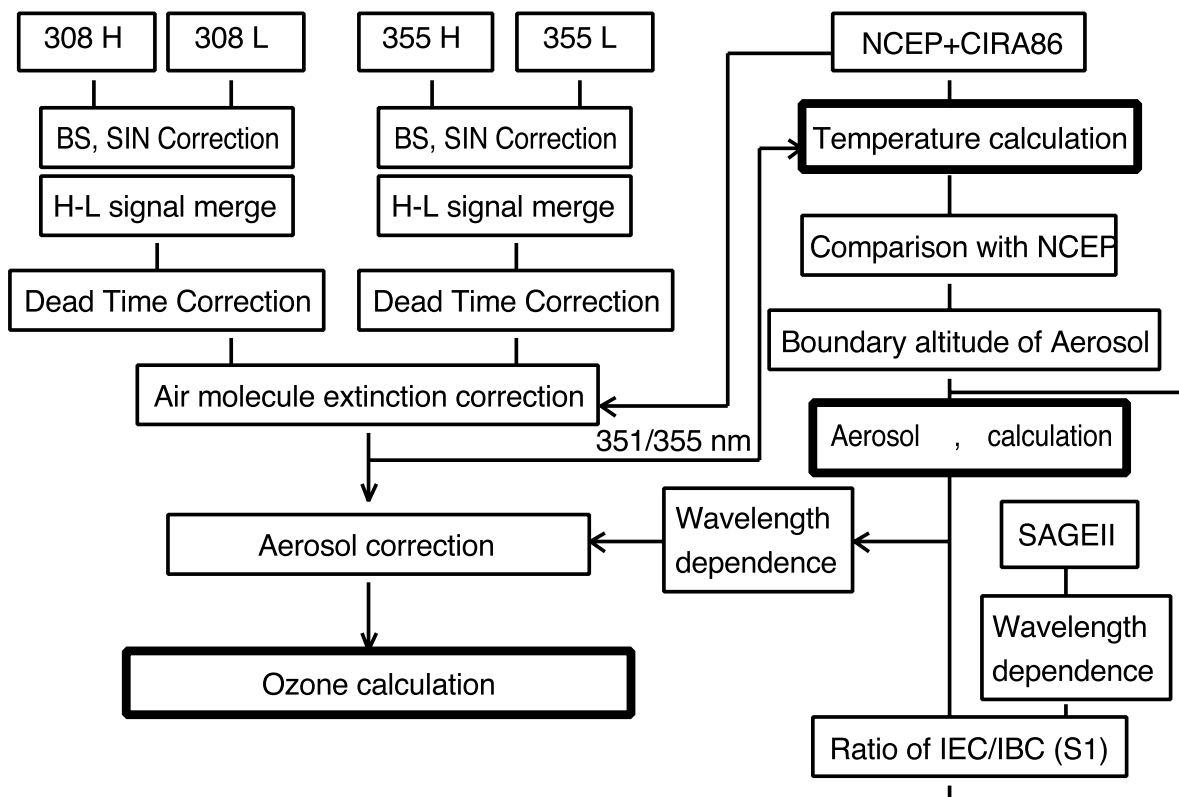 308 H
308 L
355 H
355 L
NCEP+CIRA86
BS, SIN Correction
BS, SIN Correction
Temperature calculation
H-L signal merge
H-L signal merge
Comparison with NCEP
Dead Time Correction
Dead Time Correction
Boundary altitude of Aerosol
Air molecule extinction correction
351/355 nm
Aerosol , calculation
Wavelength
dependence
SAGEII
Aerosol correction
Wavelength
dependence
Ozone calculation
Ratio of IEC/IBC (S1)